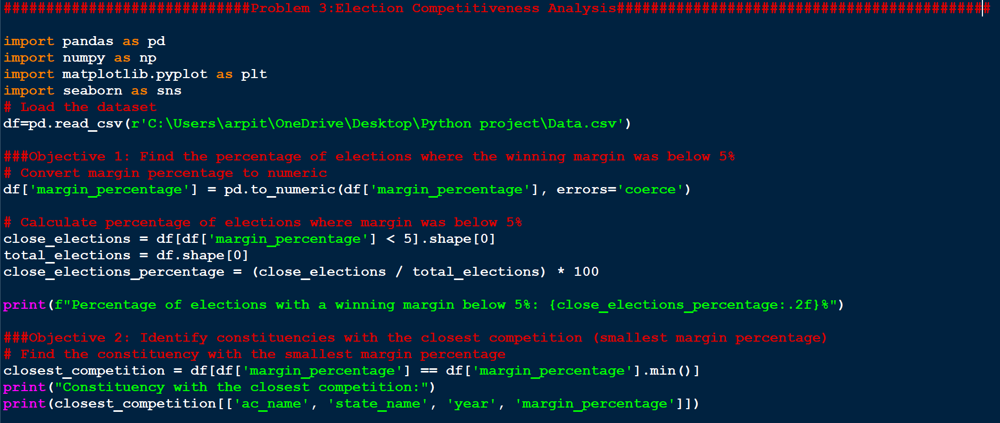 #############################Problem 3:Election Competitiveness Analysis############################################
import pandas as pd
import numpy as np
import matplotlib.pyplot as plt
import seaborn as sns
# Load the dataset
df=pd.read_csv(r'C:\Users\arpit\OneDrive\Desktop\Python project\Data.csv')
###Objective 1: Find the percentage of elections where the winning margin was below 5%
# Convert margin percentage to numeric
df['margin_percentage'] = pd.to_numeric(df['margin_percentage'], errors='coerce')
# Calculate percentage of elections where margin was below 5%
close_elections = df[df['margin_percentage'] < 5].shape[0]
total_elections = df.shape[0]
close_elections_percentage = (close_elections / total_elections) * 100
print(f"Percentage of elections with a winning margin below 5%: {close_elections_percentage:.2f}%")
###Objective 2: Identify constituencies with the closest competition (smallest margin percentage)
# Find the constituency with the smallest margin percentage
closest_competition = df[df['margin_percentage'] == df['margin_percentage'].min()]
print("Constituency with the closest competition:")
print(closest_competition[['ac_name', 'state_name', 'year', 'margin_percentage']])